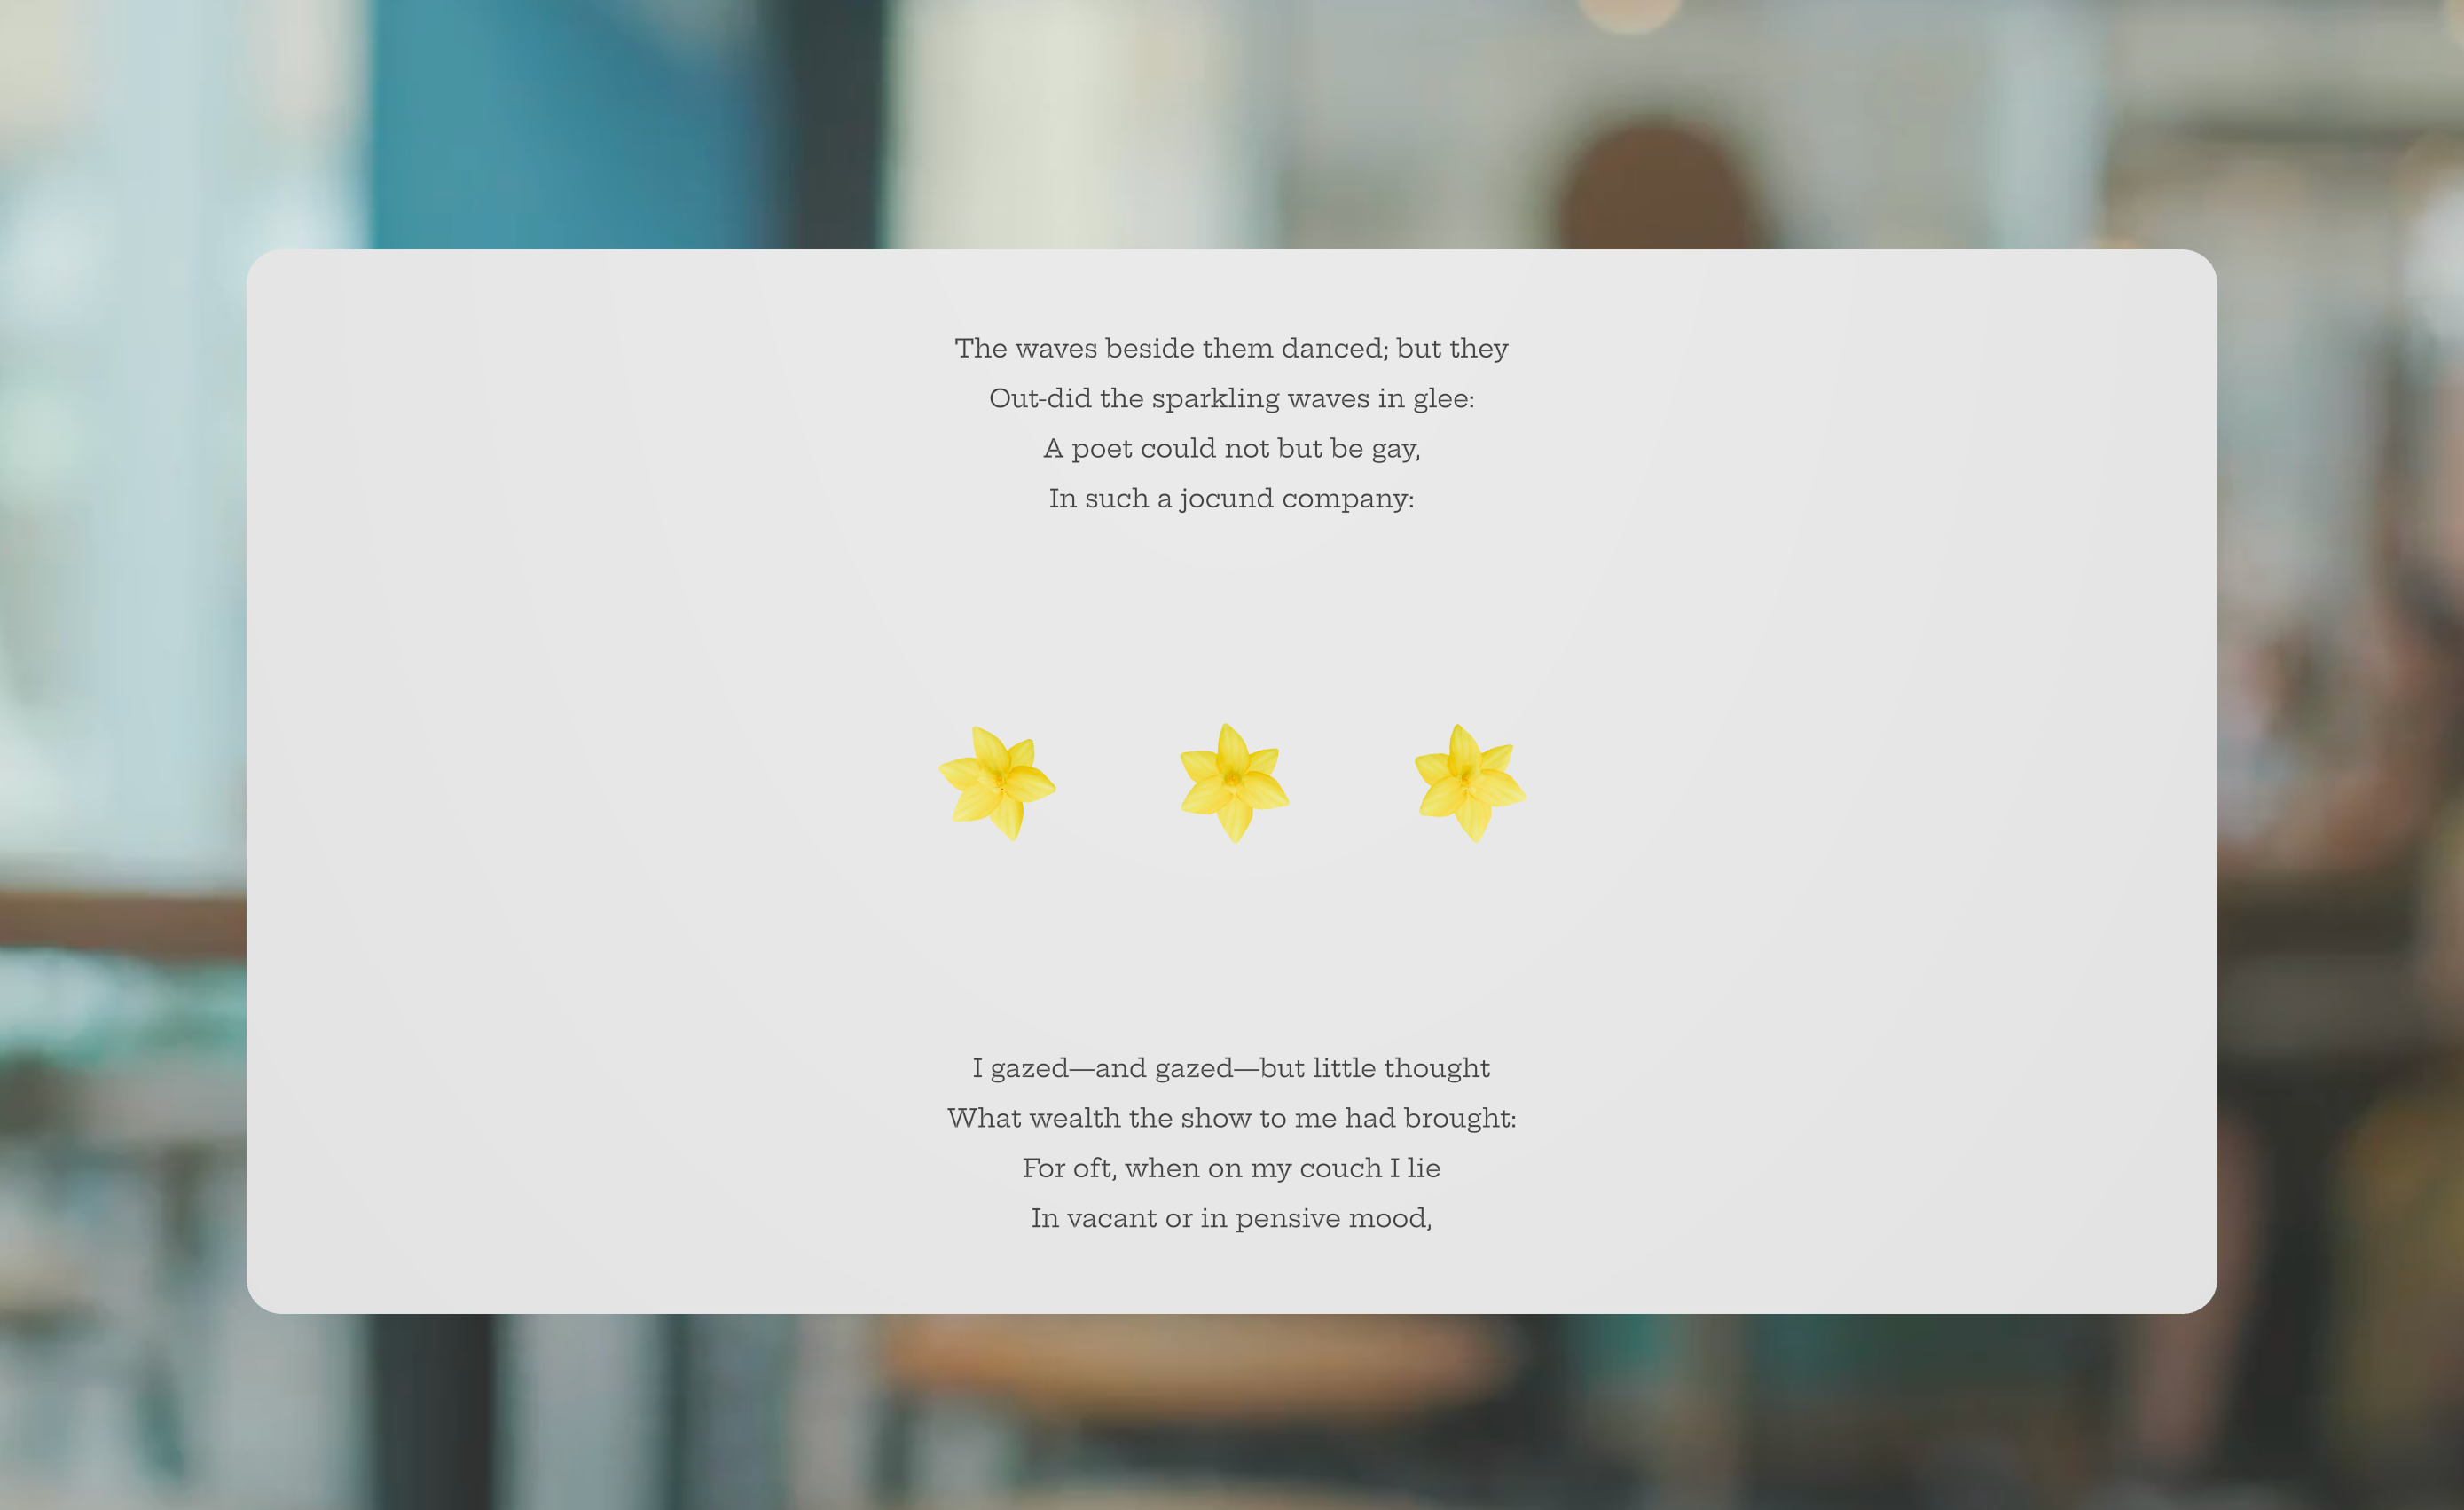 The waves beside them danced; but they
Out-did the sparkling waves in glee:
A poet could not but be gay,
In such a jocund company:
I gazed—and gazed—but little thought
What wealth the show to me had brought:
For oft, when on my couch I lie
In vacant or in pensive mood,